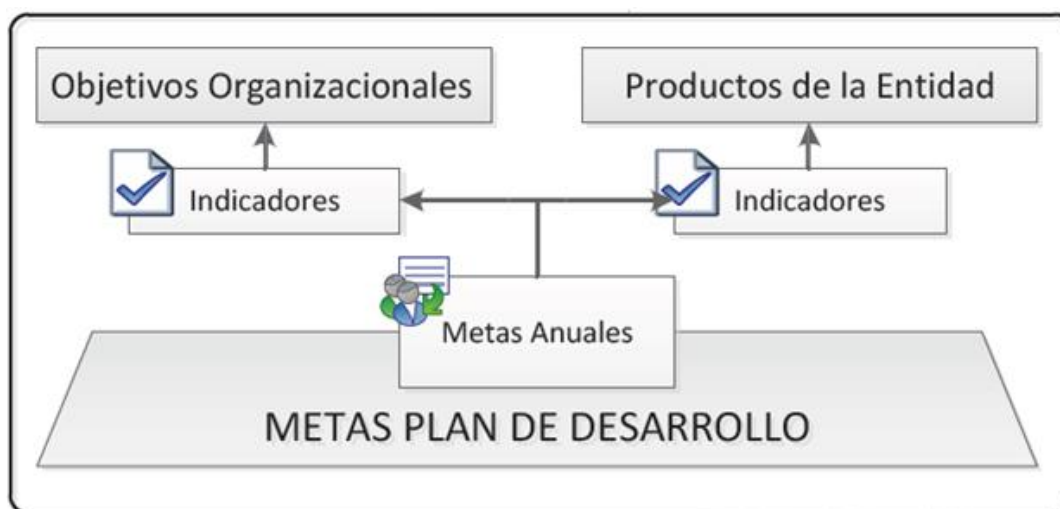 Objetivos Organizacionales
Productos de la Entidad
Indicadores
Indicadores
Metas Anuales
METAS PLAN DE DESARROLLO